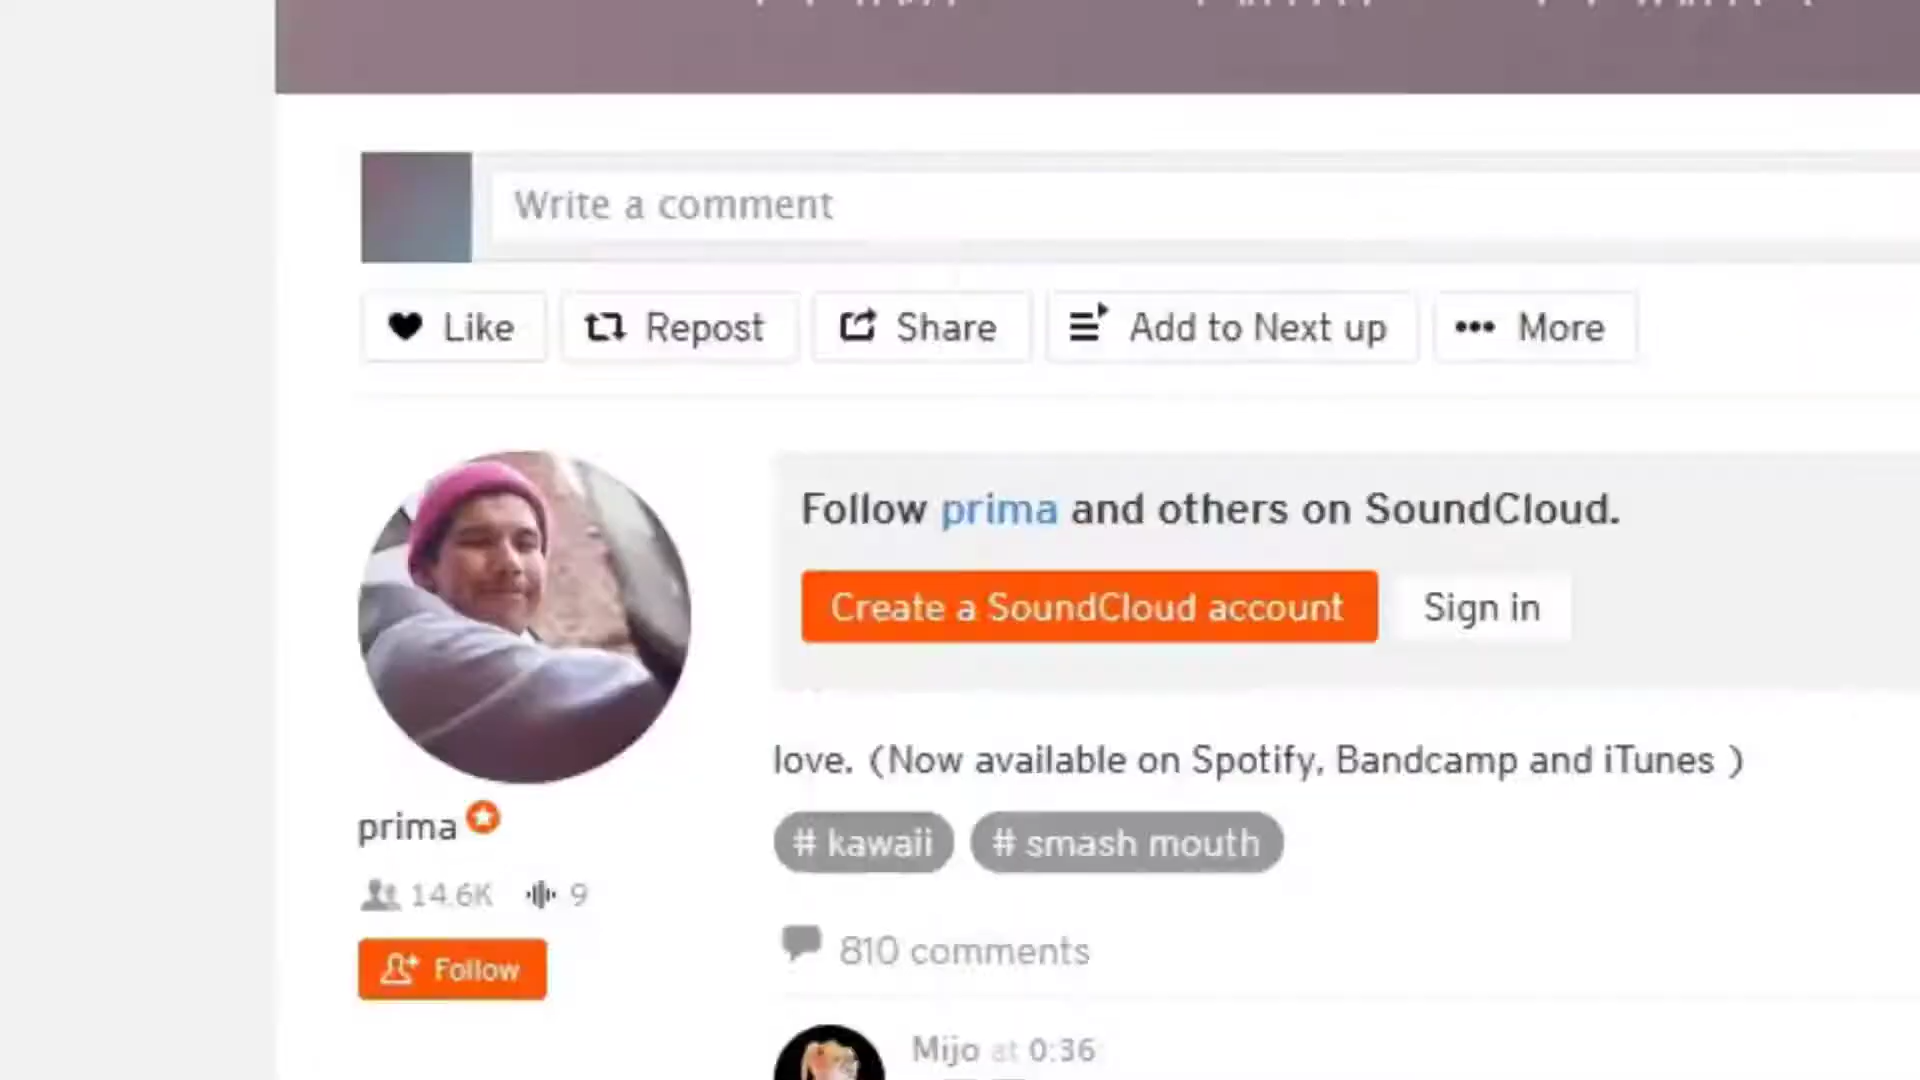 Write a comment
Like
Repost
Share
Add to Next up
More
Follow prima and others on SoundCloud.
Create a SoundCloud account
Sign in
love. (Now available on Spotify, Bandcamp and iTunes )
# kawaii
# smash mouth
prima
14.6K
9
Follow
810 comments
Mijo at 0:36